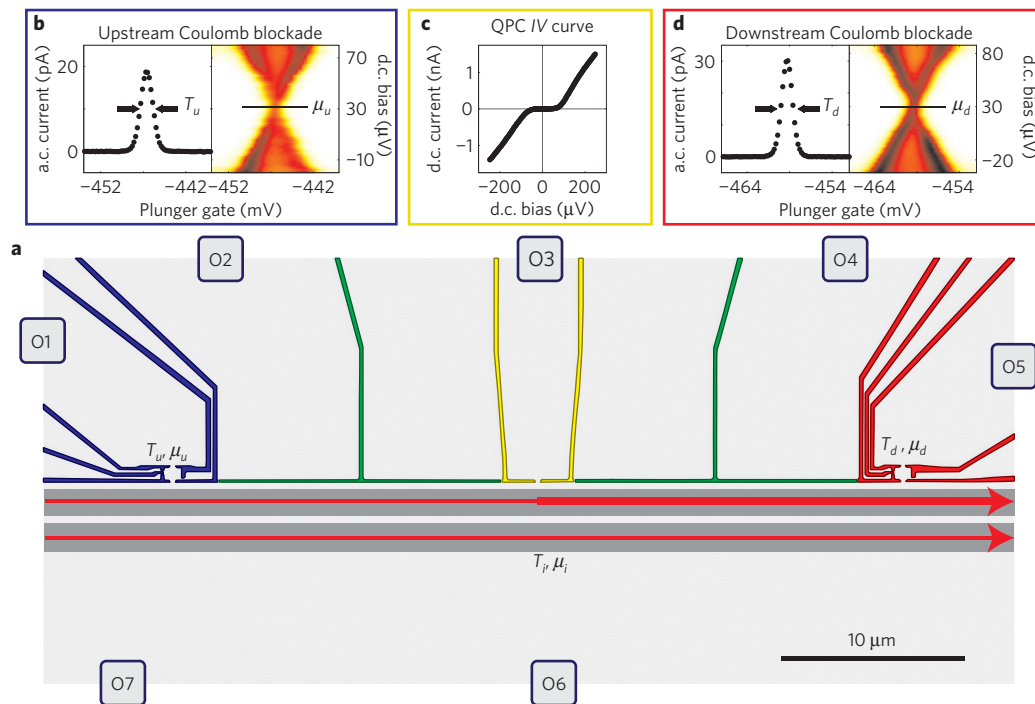 b Upstream Coulomb blockade
a.c. current (pA)
20
0
T_u
μ_u
70
30
−10
d.c. bias (μV)
−452 −442 −452 −442
Plunger gate (mV)
QPC IV curve
c
d.c. current (nA)
1
0
−1
−200 0 200
d.c. bias (μV)
d Downstream Coulomb blockade
a.c. current (pA)
30
15
0
T_d
μ_d
80
30
−20
d.c. bias (μV)
−464 −454 −464 −454
Plunger gate (mV)
a
O2 O3 O4
O1 O5
T_u, μ_u T_d, μ_d
T_i, μ_i
10 μm
O7 O6